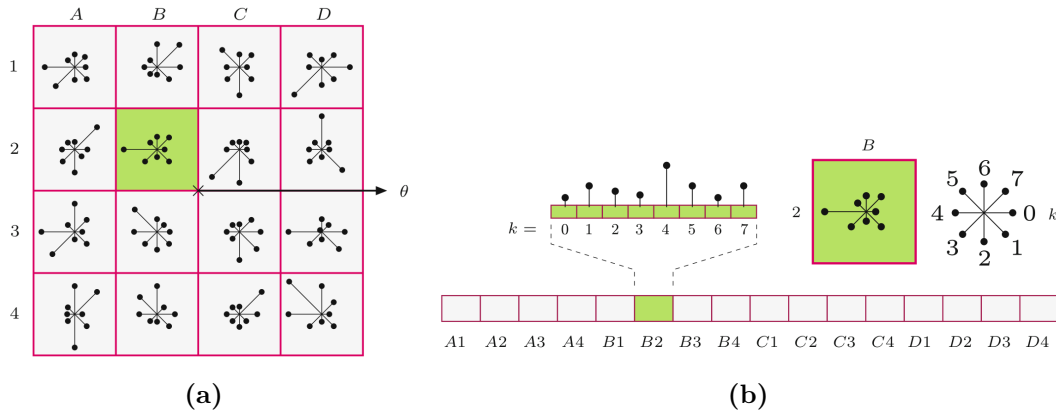 A B C D
1
2
θ
3
4
(a)
B
2
5 6 7
4 0 k
3 2 1
k = 0 1 2 3 4 5 6 7
A1 A2 A3 A4 B1 B2 B3 B4 C1 C2 C3 C4 D1 D2 D3 D4
(b)